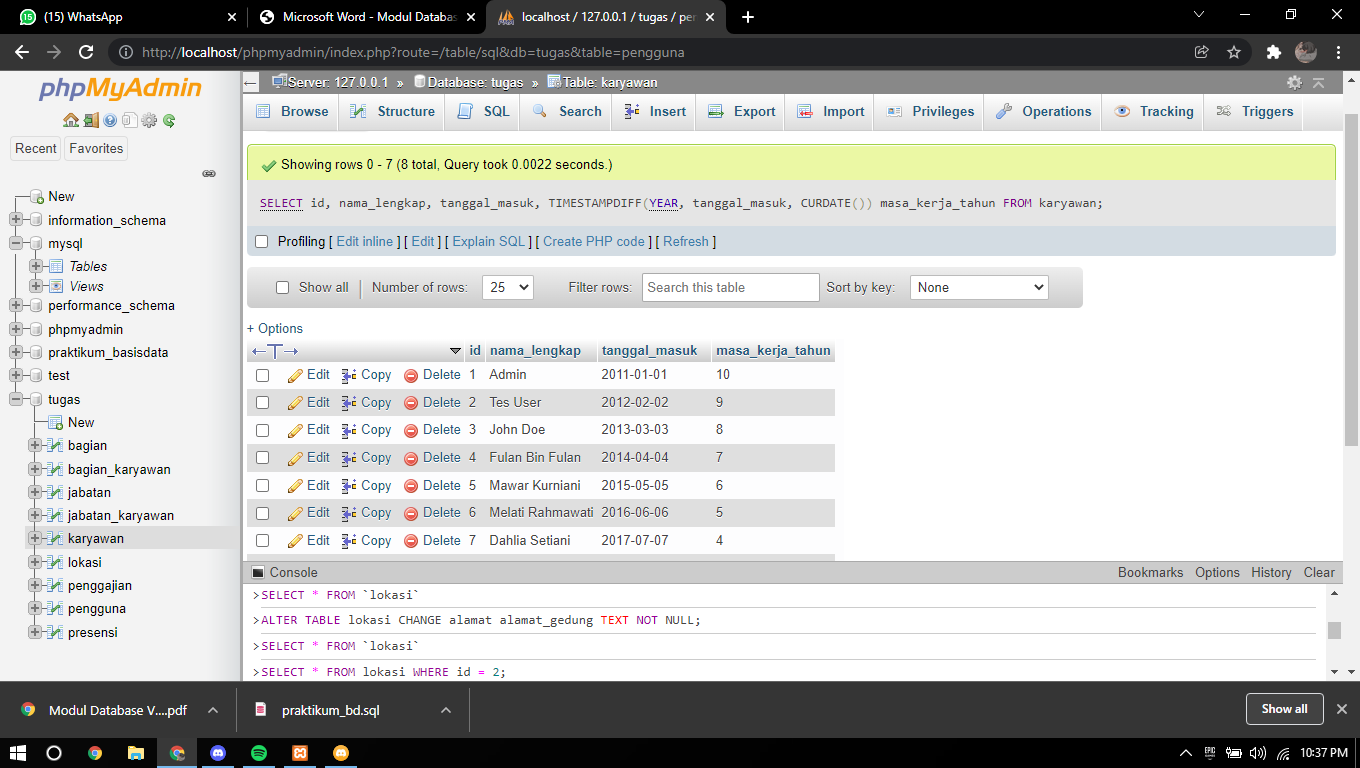 (15) WhatsApp
Microsoft Word - Modul Databas
localhost / 127.0.0.1 / tugas / per
http://localhost/phpmyadmin/index.php?route=/table/sql&db=tugas&table=pengguna
phpMyAdmin
Recent Favorites
New
information_schema
mysql
Tables
Views
performance_schema
phpmyadmin
praktikum_basisdata
test
tugas
New
bagian
bagian_karyawan
jabatan
jabatan_karyawan
karyawan
lokasi
penggajian
pengguna
presensi
Server: 127.0.0.1 » Database: tugas » Table: karyawan
Browse Structure SQL Search Insert Export Import Privileges Operations Tracking Triggers
Showing rows 0 - 7 (8 total, Query took 0.0022 seconds.)
SELECT id, nama_lengkap, tanggal_masuk, TIMESTAMPDIFF(YEAR, tanggal_masuk, CURDATE()) masa_kerja_tahun FROM karyawan;
Profiling [ Edit inline ] [ Edit ] [ Explain SQL ] [ Create PHP code ] [ Refresh ]
Show all Number of rows: 25 Filter rows: Search this table Sort by key: None
+ Options
←T→ id nama_lengkap tanggal_masuk masa_kerja_tahun
Edit Copy Delete 1 Admin 2011-01-01 10
Edit Copy Delete 2 Tes User 2012-02-02 9
Edit Copy Delete 3 John Doe 2013-03-03 8
Edit Copy Delete 4 Fulan Bin Fulan 2014-04-04 7
Edit Copy Delete 5 Mawar Kurniani 2015-05-05 6
Edit Copy Delete 6 Melati Rahmawati 2016-06-06 5
Edit Copy Delete 7 Dahlia Setiani 2017-07-07 4
Console Bookmarks Options History Clear
>SELECT * FROM `lokasi`
>ALTER TABLE lokasi CHANGE alamat alamat_gedung TEXT NOT NULL;
>SELECT * FROM `lokasi`
>SELECT * FROM lokasi WHERE id = 2;
Modul Database V....pdf
praktikum_bd.sql
Show all
10:37 PM